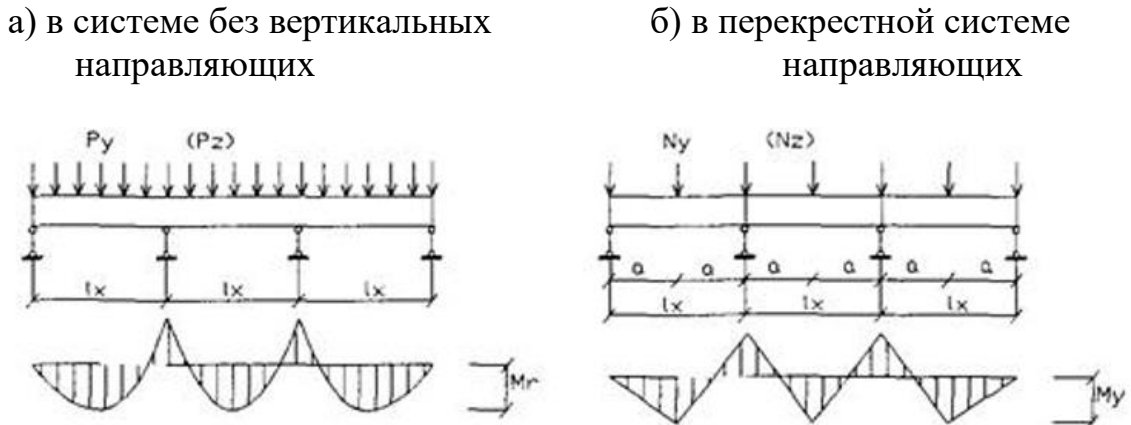 а) в системе без вертикальных
направляющих
б) в перекрестной системе
направляющих
Py (Pz)
lx lx lx
Mr
Ny (Nz)
a a a a a a
lx lx lx
My